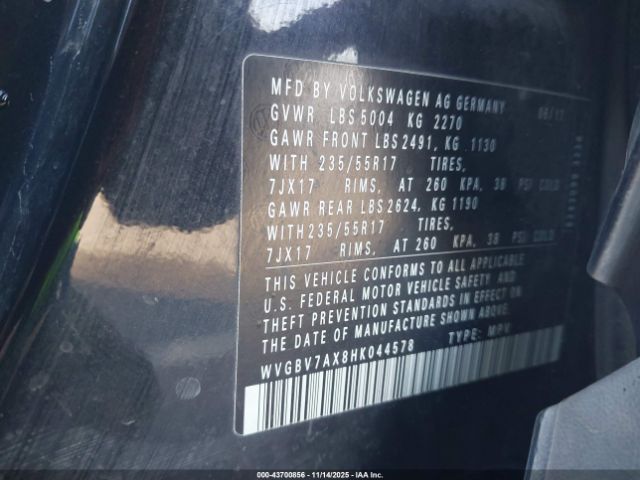 MFD BY VOLKSWAGEN AG GERMANY
GVWR LBS 5004 KG 2270
GAWR FRONT LBS 2491, KG 1130
WITH 235/55R17 TIRES,
7JX17 RIMS, AT 260 KPA, 38 PSI COLD
GAWR REAR LBS 2624, KG 1190
WITH 235/55R17 TIRES,
7JX17 RIMS, AT 260 KPA, 38 PSI COLD
THIS VEHICLE CONFORMS TO ALL APPLICABLE
U.S. FEDERAL MOTOR VEHICLE SAFETY AND
THEFT PREVENTION STANDARDS IN EFFECT ON
THE DATE OF MANUFACTURE SHOWN ABOVE.
WVGBV7AX8HK044578 TYPE: MPV
000-43700856 | 11/14/2025 | IAA Inc.